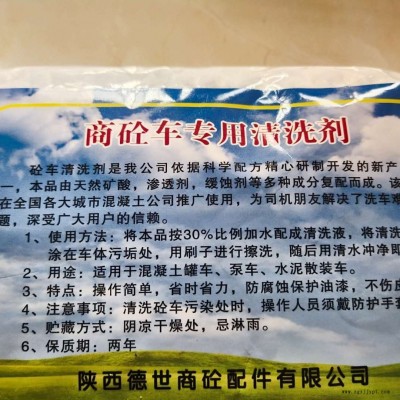 商砼车专用清洗剂
砼车清洗剂是我公司依据科学配方精心研制开发的新产
一，本品由天然矿酸，渗透剂，缓蚀剂等多种成分复配而成。该
在全国各大城市混凝土公司推广使用，为司机朋友解决了洗车难
题，深受广大用户的信赖。
1、使用方法：将本品按30%比例加水配成清洗液，将清洗
涂在车体污垢处，用刷子进行擦洗，随后用清水冲净即
2、用途：适用于混凝土罐车、泵车、水泥散装车。
3、特点：操作简单，省时省力，防腐蚀保护油漆，不伤皮
4、注意事项：清洗砼车污染处时，操作人员须戴防护手套
5、贮藏方式：阴凉干燥处，忌淋雨。
6、保质期：两年
陕西德世商砼配件有限公司